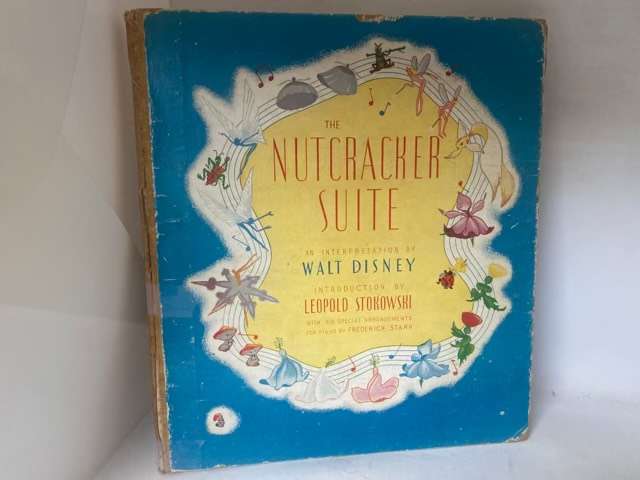 THE
NUTCRACKER
SUITE
AN INTERPRETATION BY
WALT DISNEY
INTRODUCTION BY
LEOPOLD STOKOWSKI
WITH SIX SPECIAL ARRANGEMENTS
FOR PIANO BY FREDERICK STARK